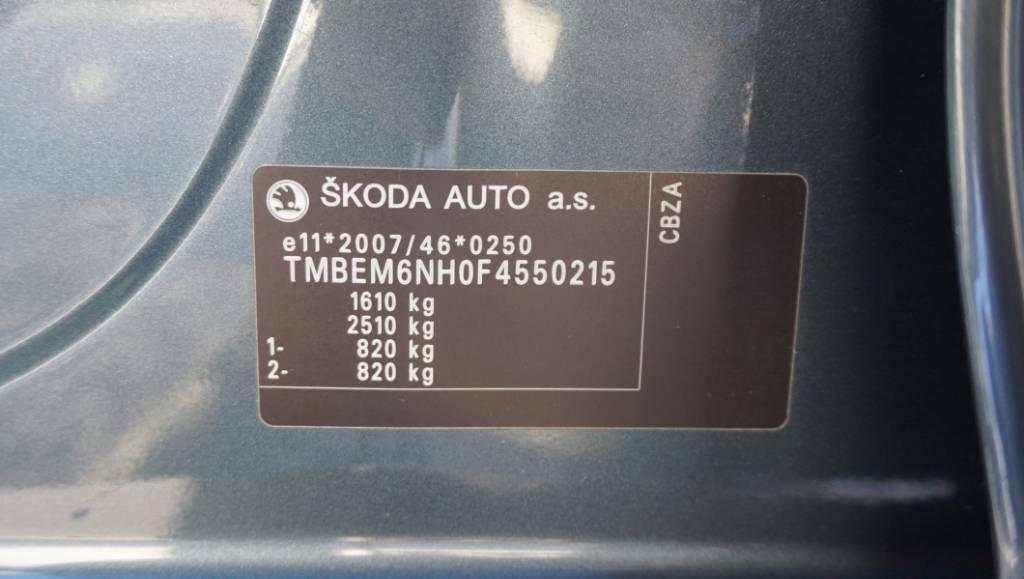 ŠKODA AUTO a.s.
e11*2007/46*0250
TMBEM6NH0F4550215
1610 kg
2510 kg
1- 820 kg
2- 820 kg
CBZA